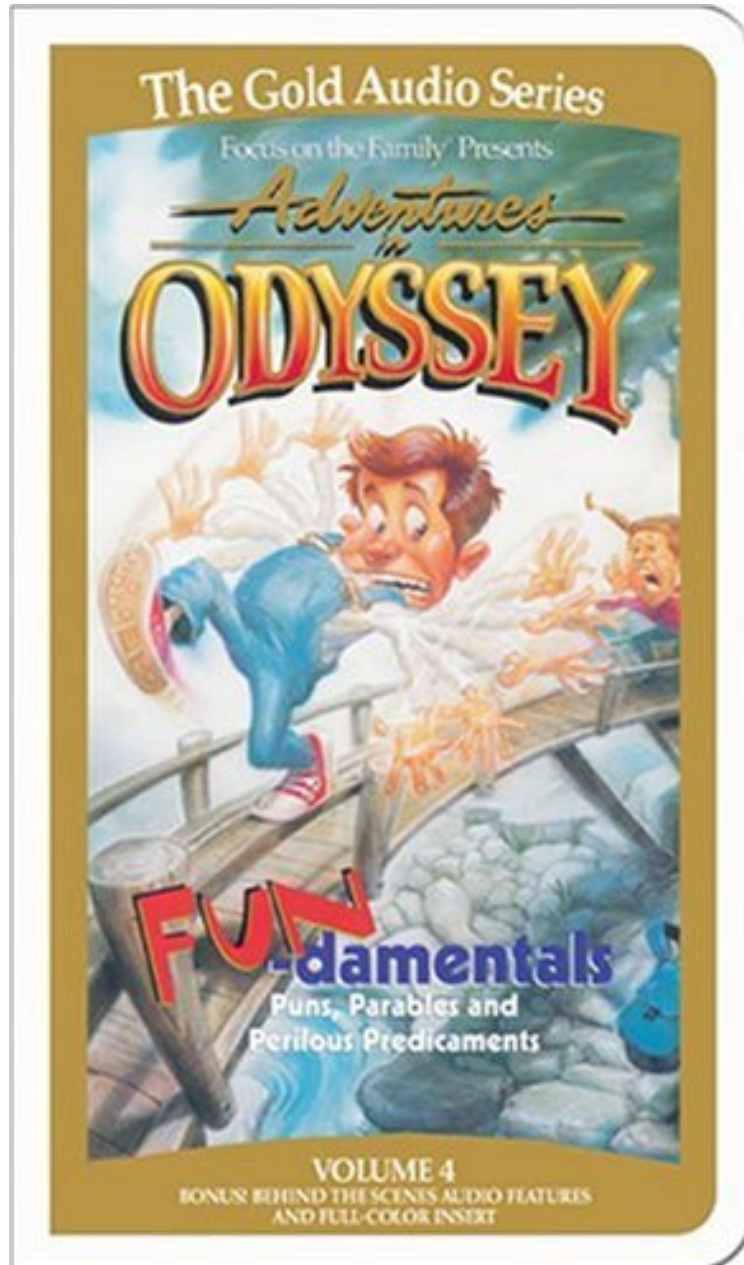 The Gold Audio Series
Focus on the Family Presents
Adventures
in
ODYSSEY
FUN
-damentals
Puns, Parables and
Perilous Predicaments
VOLUME 4
BONUS! BEHIND THE SCENES AUDIO FEATURES
AND FULL-COLOR INSERT